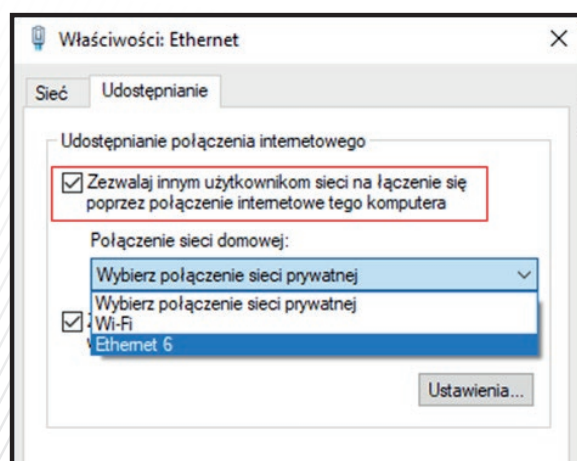 Właściwości: Ethernet
Sieć
Udostępnianie
Udostępnianie połączenia internetowego
Zezwalaj innym użytkownikom sieci na łączenie się
poprzez połączenie internetowe tego komputera
Połączenie sieci domowej:
Wybierz połączenie sieci prywatnej
Wybierz połączenie sieci prywatnej
Wi-Fi
Ethernet 6
Ustawienia...